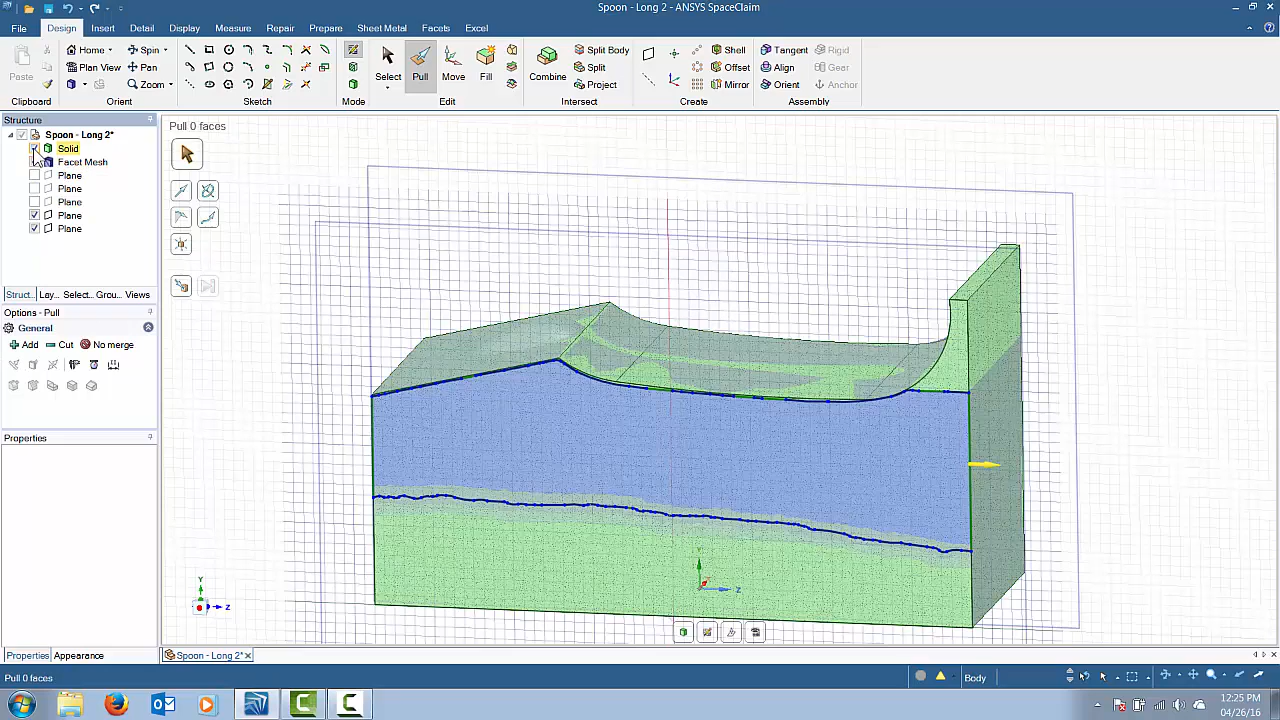 Spoon - Long 2 - ANSYS SpaceClaim
File Design Insert Detail Display Measure Repair Prepare Sheet Metal Facets Excel
Home Spin Split Body Shell Tangent Rigid
Plan View Pan Split Offset Align Gear
Paste Zoom Select Pull Move Fill Combine Project Mirror Orient Anchor
Clipboard Orient Sketch Mode Edit Intersect Create Assembly
Structure
Pull 0 faces
Spoon - Long 2*
Solid
Facet Mesh
Plane
Plane
Plane
Plane
Plane
Struct... Lay... Select... Grou... Views
Options - Pull
General
Add Cut No merge
Properties
Y
Z
Y
Z
Properties Appearance
Spoon - Long 2*
Pull 0 faces
Body
12:25 PM
04/26/16